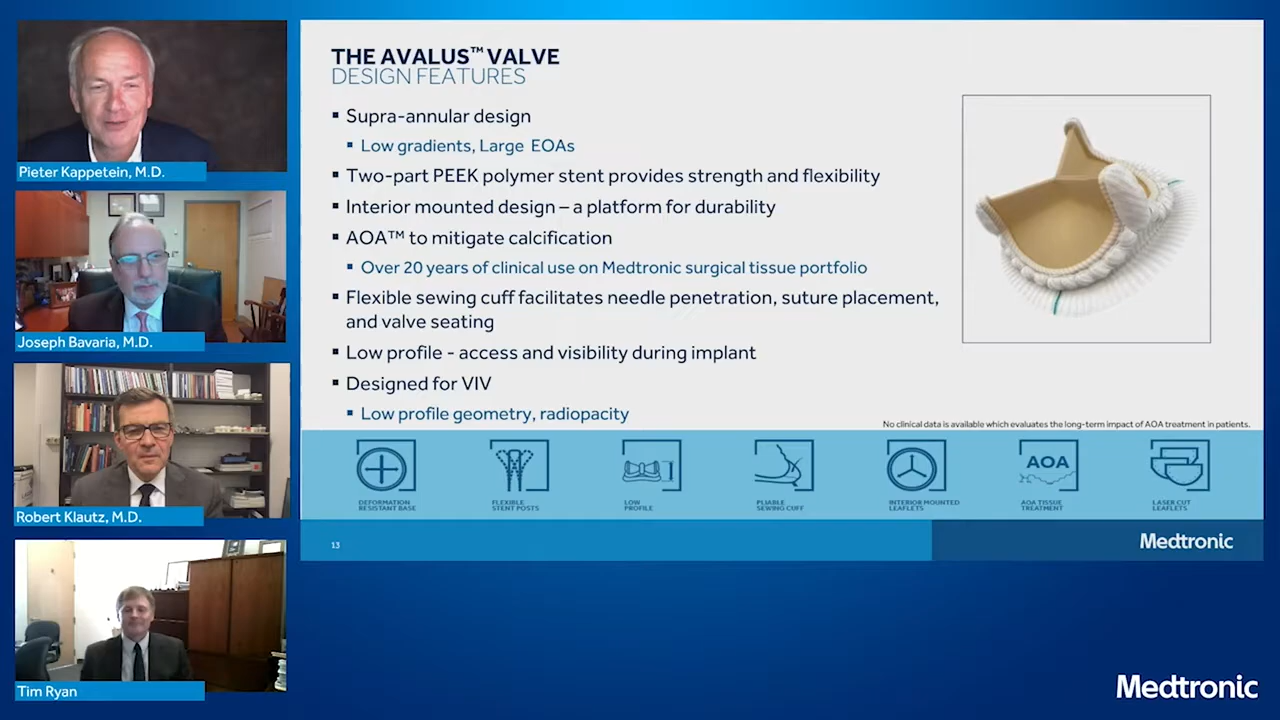 Pieter Kappetein, M.D.
Joseph Bavaria, M.D.
Robert Klautz, M.D.
Tim Ryan
THE AVALUS™ VALVE
DESIGN FEATURES
▪ Supra-annular design
▪ Low gradients, Large EOAs
▪ Two-part PEEK polymer stent provides strength and flexibility
▪ Interior mounted design – a platform for durability
▪ AOA™ to mitigate calcification
▪ Over 20 years of clinical use on Medtronic surgical tissue portfolio
▪ Flexible sewing cuff facilitates needle penetration, suture placement,
and valve seating
▪ Low profile - access and visibility during implant
▪ Designed for VIV
▪ Low profile geometry, radiopacity
No clinical data is available which evaluates the long-term impact of AOA treatment in patients.
DEFORMATION
RESISTANT BASE
FLEXIBLE
STENT POSTS
LOW
PROFILE
PLIABLE
SEWING CUFF
INTERIOR MOUNTED
LEAFLETS
AOA
AOA TISSUE
TREATMENT
LASER CUT
LEAFLETS
13
Medtronic
Medtronic